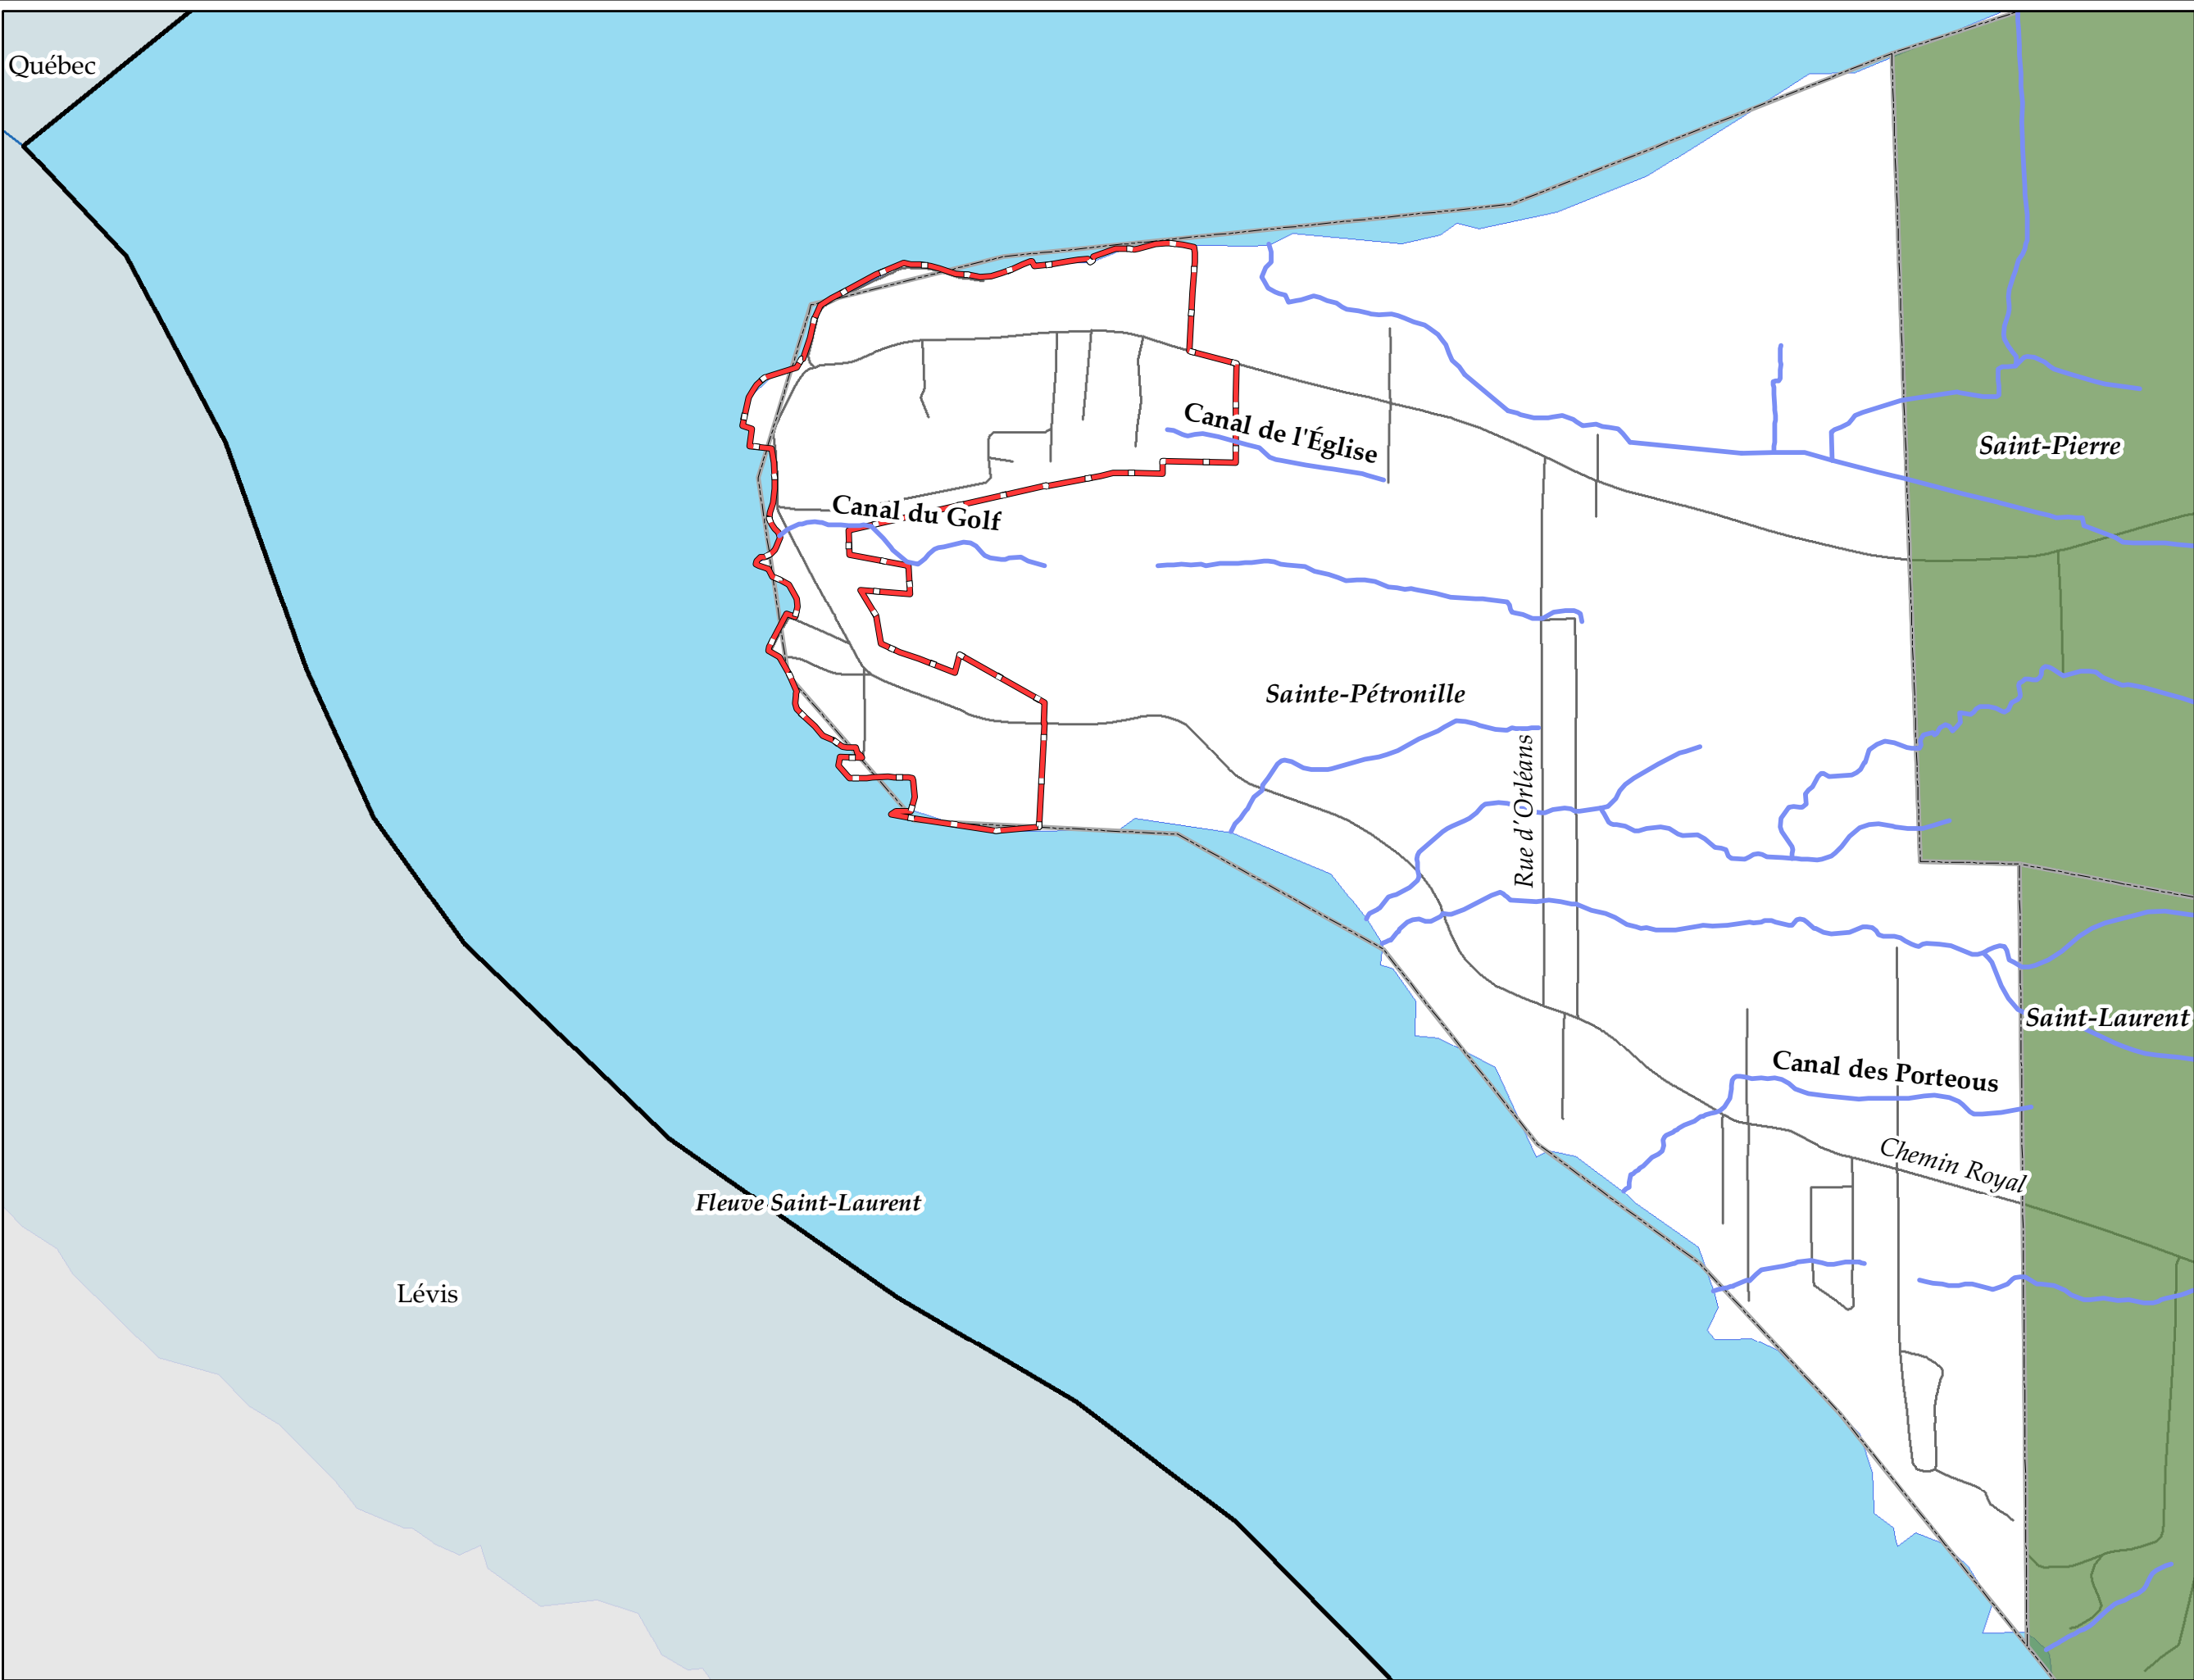 Québec
Canal de l'Église
Saint-Pierre
Canal du Golf
Sainte-Pétronille
Rue d'Orléans
Saint-Laurent
Canal des Porteous
Chemin Royal
Fleuve Saint-Laurent
Lévis